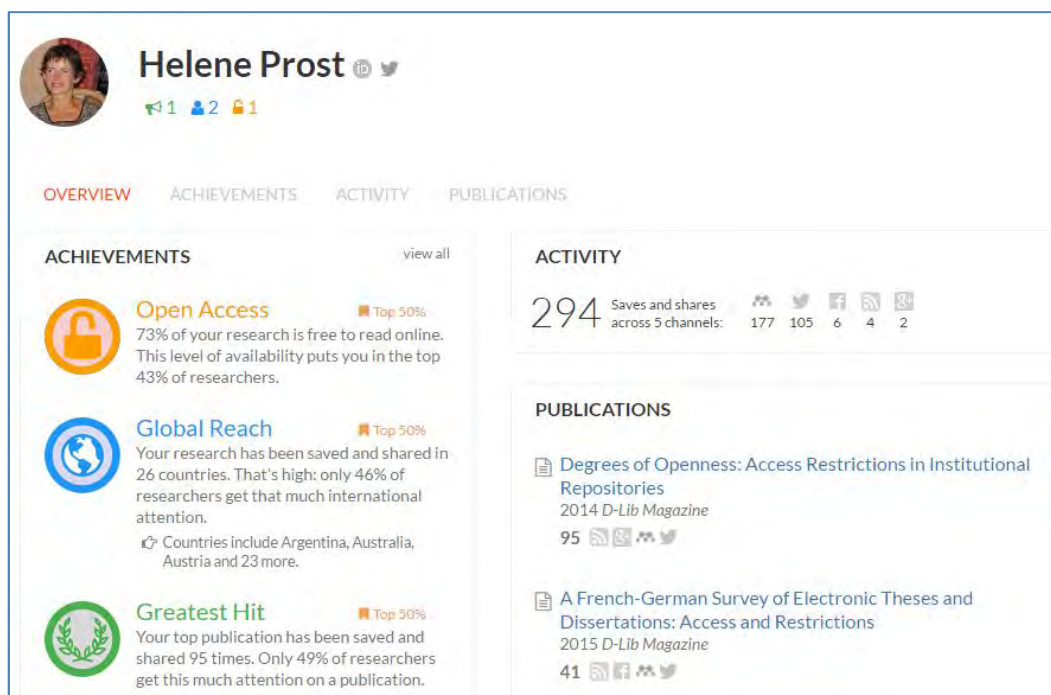 Helene Prost
1 2 1
OVERVIEW ACHIEVEMENTS ACTIVITY PUBLICATIONS
ACHIEVEMENTS view all
Open Access Top 50%
73% of your research is free to read online.
This level of availability puts you in the top
43% of researchers.
Global Reach Top 50%
Your research has been saved and shared in
26 countries. That's high: only 46% of
researchers get that much international
attention.
Countries include Argentina, Australia,
Austria and 23 more.
Greatest Hit Top 50%
Your top publication has been saved and
shared 95 times. Only 49% of researchers
get this much attention on a publication.
ACTIVITY
294 Saves and shares
across 5 channels: 177 105 6 4 2
PUBLICATIONS
Degrees of Openness: Access Restrictions in Institutional
Repositories
2014 D-Lib Magazine
95
A French-German Survey of Electronic Theses and
Dissertations: Access and Restrictions
2015 D-Lib Magazine
41